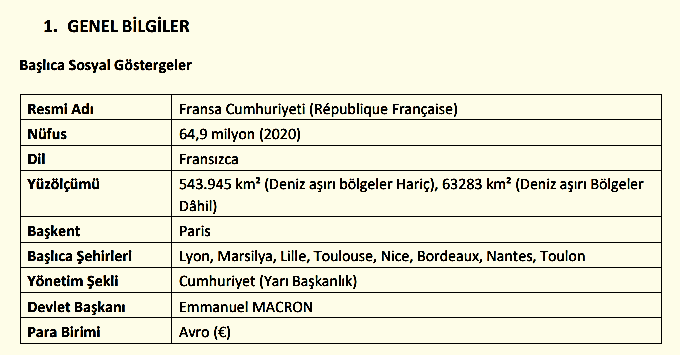 1. GENEL BİLGİLER
Başlıca Sosyal Göstergeler
Resmi Adı Fransa Cumhuriyeti (République Française)
Nüfus 64,9 milyon (2020)
Dil Fransızca
Yüzölçümü 543.945 km² (Deniz aşırı bölgeler Hariç), 63283 km² (Deniz aşırı Bölgeler
Dâhil)
Başkent Paris
Başlıca Şehirleri Lyon, Marsilya, Lille, Toulouse, Nice, Bordeaux, Nantes, Toulon
Yönetim Şekli Cumhuriyet (Yarı Başkanlık)
Devlet Başkanı Emmanuel MACRON
Para Birimi Avro (€)